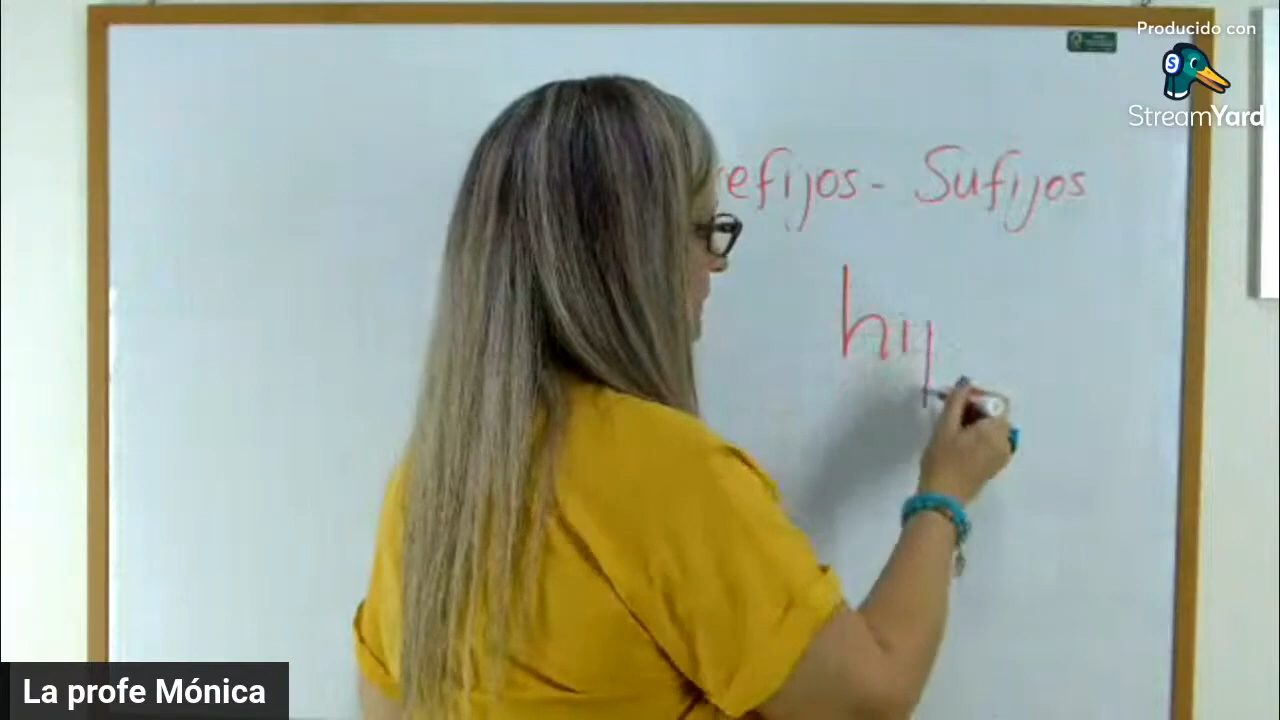 Producido con
StreamYard
efijos - Sufijos
hi
La profe Mónica